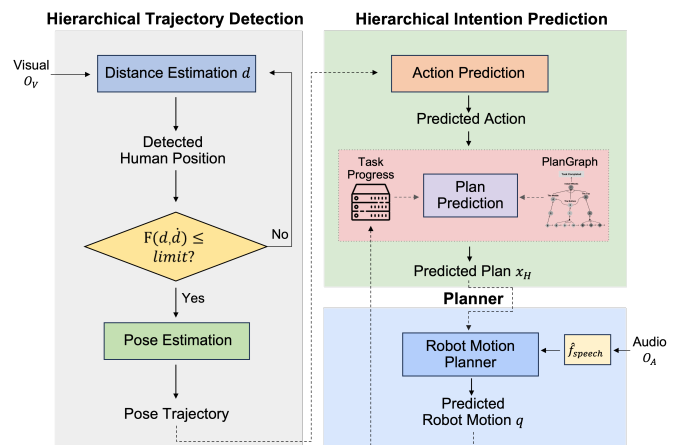 Hierarchical Trajectory Detection
Visual
O_V
Distance Estimation d
Detected
Human Position
F(d,ḋ) ≤
limit?
No
Yes
Pose Estimation
Pose Trajectory
Hierarchical Intention Prediction
Action Prediction
Predicted Action
Task
Progress
Plan
Prediction
PlanGraph
Predicted Plan x_H
Planner
Robot Motion
Planner
f̂_speech
Audio
O_A
Predicted
Robot Motion q